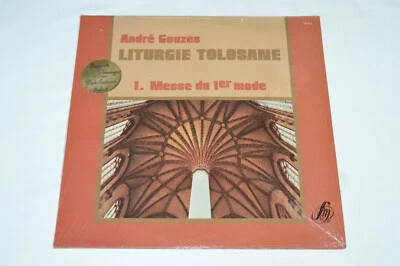 André Gouzes
LITURGIE TOLOSANE
1. Messe du 1er mode